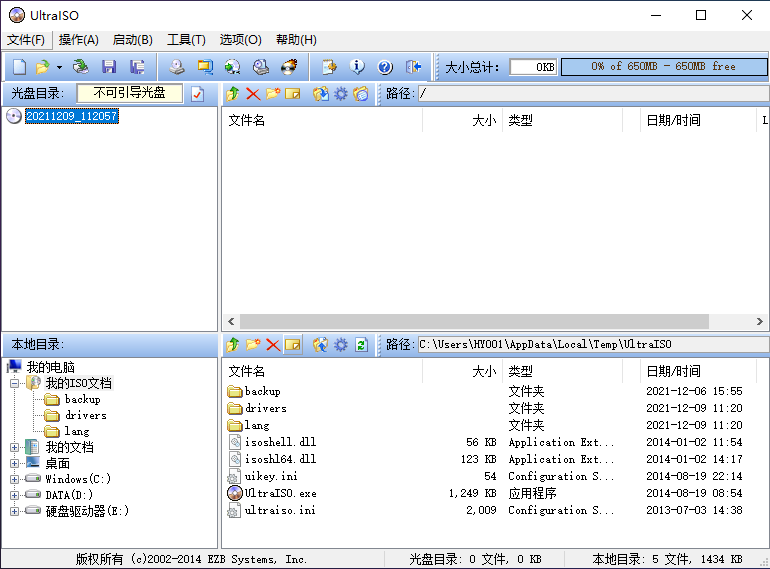 UltraISO
文件(F) 操作(A) 启动(B) 工具(T) 选项(O) 帮助(H)
大小总计: 0KB 0% of 650MB - 650MB free
光盘目录: 不可引导光盘 路径: /
20211209_112057
文件名 大小 类型 日期/时间 L
本地目录: 路径: C:\Users\HY001\AppData\Local\Temp\UltraISO
我的电脑
我的ISO文档
backup
drivers
lang
我的文档
桌面
Windows(C:)
DATA(D:)
硬盘驱动器(E:)
文件名 大小 类型 日期/时间
backup 文件夹 2021-12-06 15:55
drivers 文件夹 2021-12-09 11:20
lang 文件夹 2021-12-09 11:20
isoshell.dll 56 KB Application Ext... 2014-01-02 11:54
isoshl64.dll 123 KB Application Ext... 2014-01-02 14:17
uikey.ini 54 Configuration S... 2014-08-19 22:14
UltraISO.exe 1,249 KB 应用程序 2014-08-19 08:54
ultraiso.ini 2,009 Configuration S... 2013-07-03 14:38
版权所有 (c)2002-2014 EZB Systems, Inc. 光盘目录: 0 文件, 0 KB 本地目录: 5 文件, 1434 KB